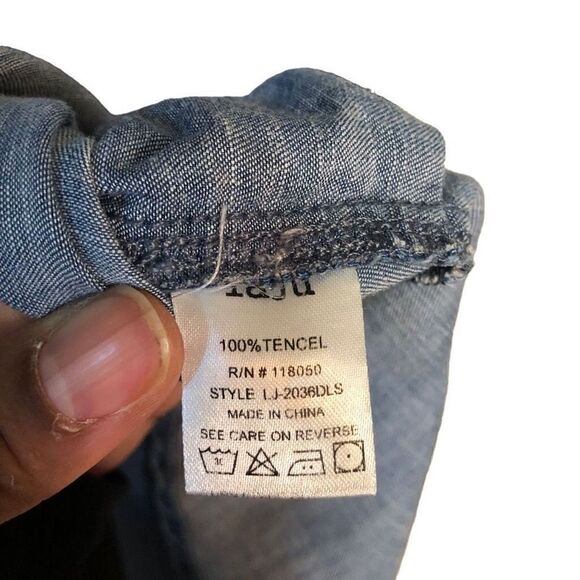 100%TENCEL
R/N # 118050
STYLE LJ-2036DLS
MADE IN CHINA
SEE CARE ON REVERSE